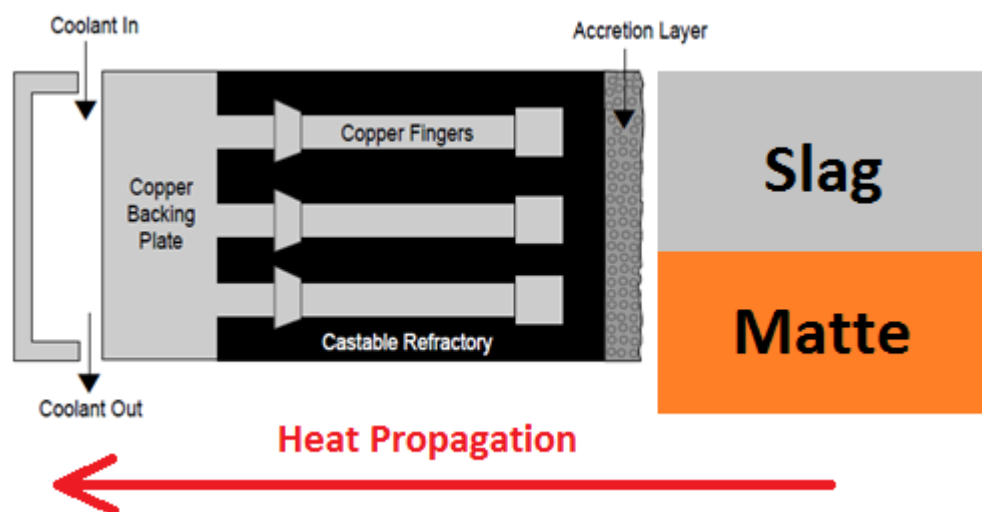 Coolant In
Accretion Layer
Copper Fingers
Slag
Copper
Backing
Plate
Castable Refractory
Matte
Coolant Out
Heat Propagation